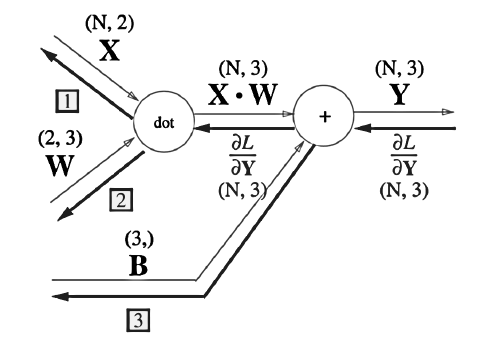 (N, 2)
X
1
(2, 3)
W
2
dot
(N, 3)
X · W
∂L
∂Y
(N, 3)
+
(N, 3)
Y
∂L
∂Y
(N, 3)
(3,)
B
3